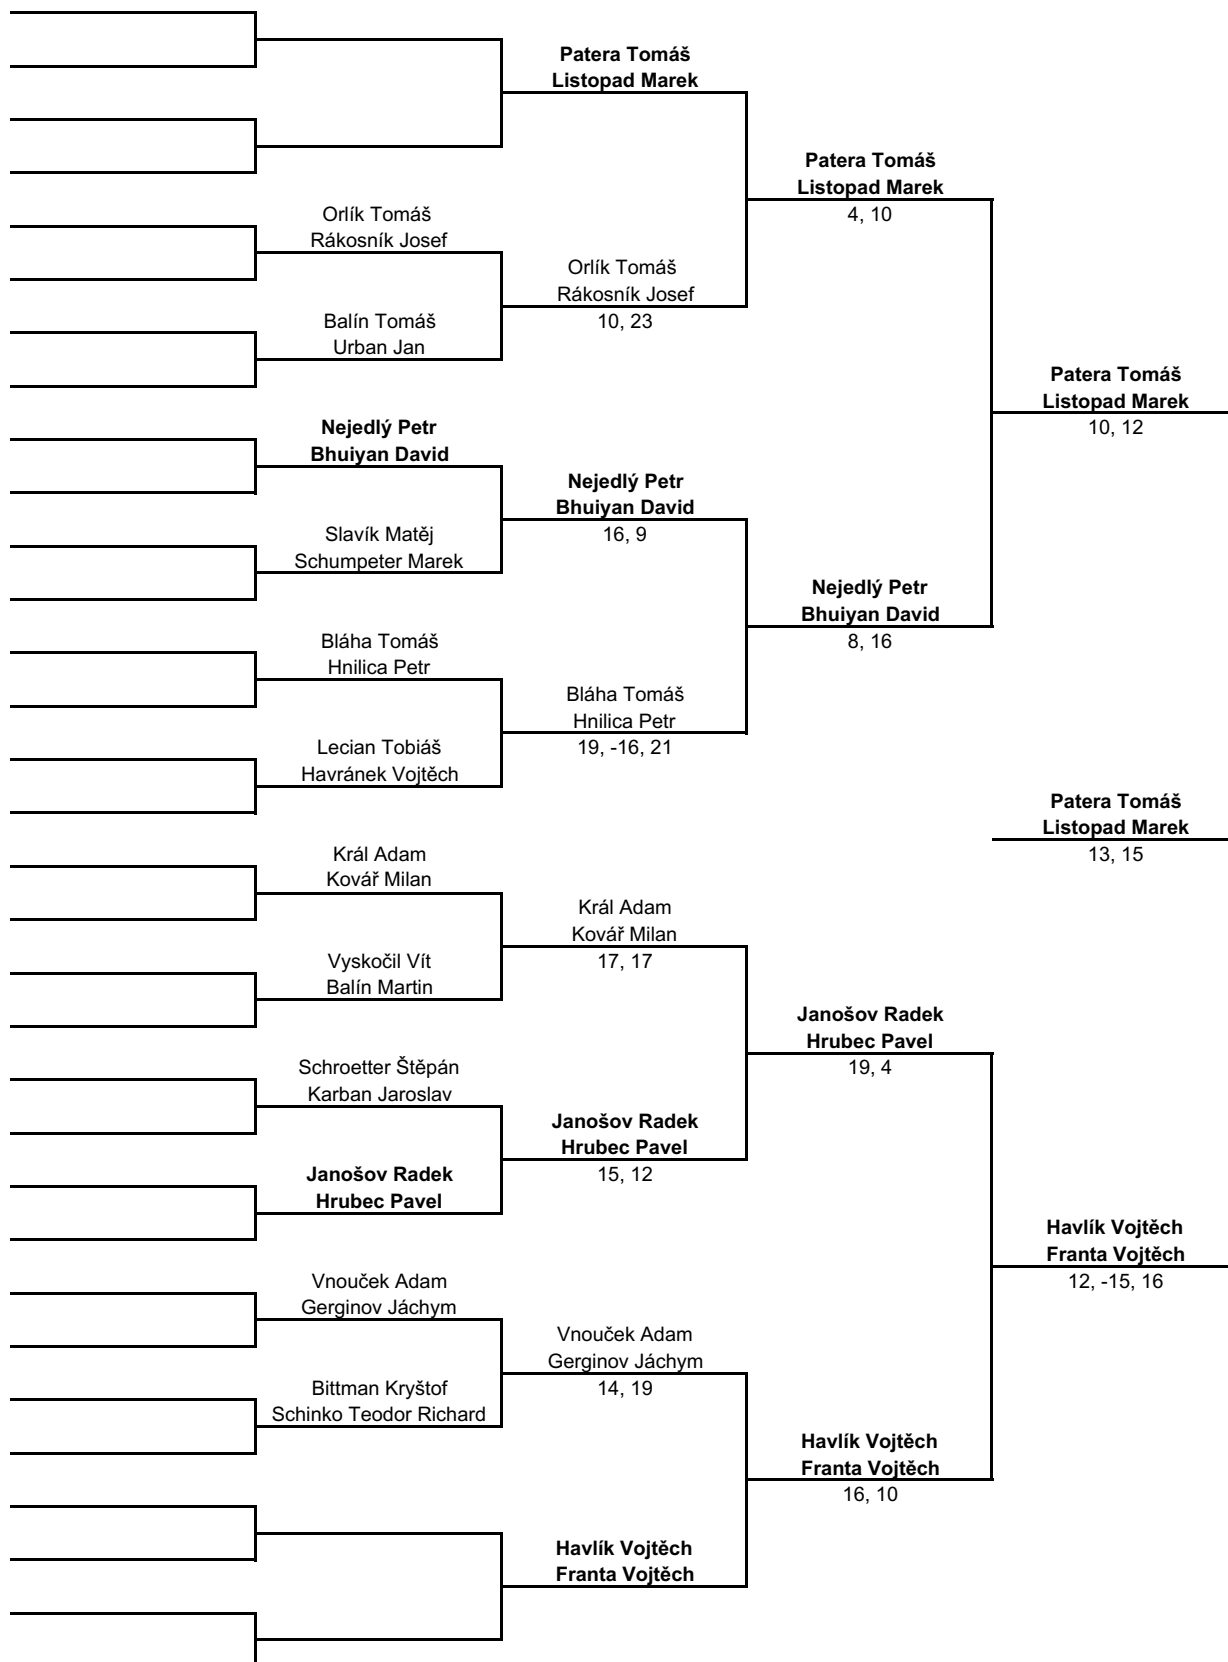 Patera Tomáš
Listopad Marek
Patera Tomáš
Listopad Marek
4, 10
Orlík Tomáš
Rákosník Josef
Orlík Tomáš
Rákosník Josef
10, 23
Balín Tomáš
Urban Jan
Patera Tomáš
Listopad Marek
10, 12
Nejedlý Petr
Bhuiyan David
Nejedlý Petr
Bhuiyan David
16, 9
Slavík Matěj
Schumpeter Marek
Nejedlý Petr
Bhuiyan David
8, 16
Bláha Tomáš
Hnilica Petr
Bláha Tomáš
Hnilica Petr
19, -16, 21
Lecian Tobiáš
Havránek Vojtěch
Patera Tomáš
Listopad Marek
13, 15
Král Adam
Kovář Milan
Král Adam
Kovář Milan
17, 17
Vyskočil Vít
Balín Martin
Janošov Radek
Hrubec Pavel
19, 4
Schroetter Štěpán
Karban Jaroslav
Janošov Radek
Hrubec Pavel
15, 12
Janošov Radek
Hrubec Pavel
Havlík Vojtěch
Franta Vojtěch
12, -15, 16
Vnouček Adam
Gerginov Jáchym
Vnouček Adam
Gerginov Jáchym
14, 19
Bittman Kryštof
Schinko Teodor Richard
Havlík Vojtěch
Franta Vojtěch
16, 10
Havlík Vojtěch
Franta Vojtěch